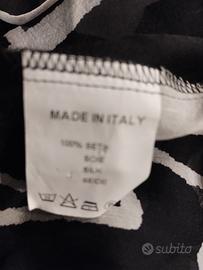 MADE IN ITALY
100% SETA
SOIE
SILK
SEIDE
subito